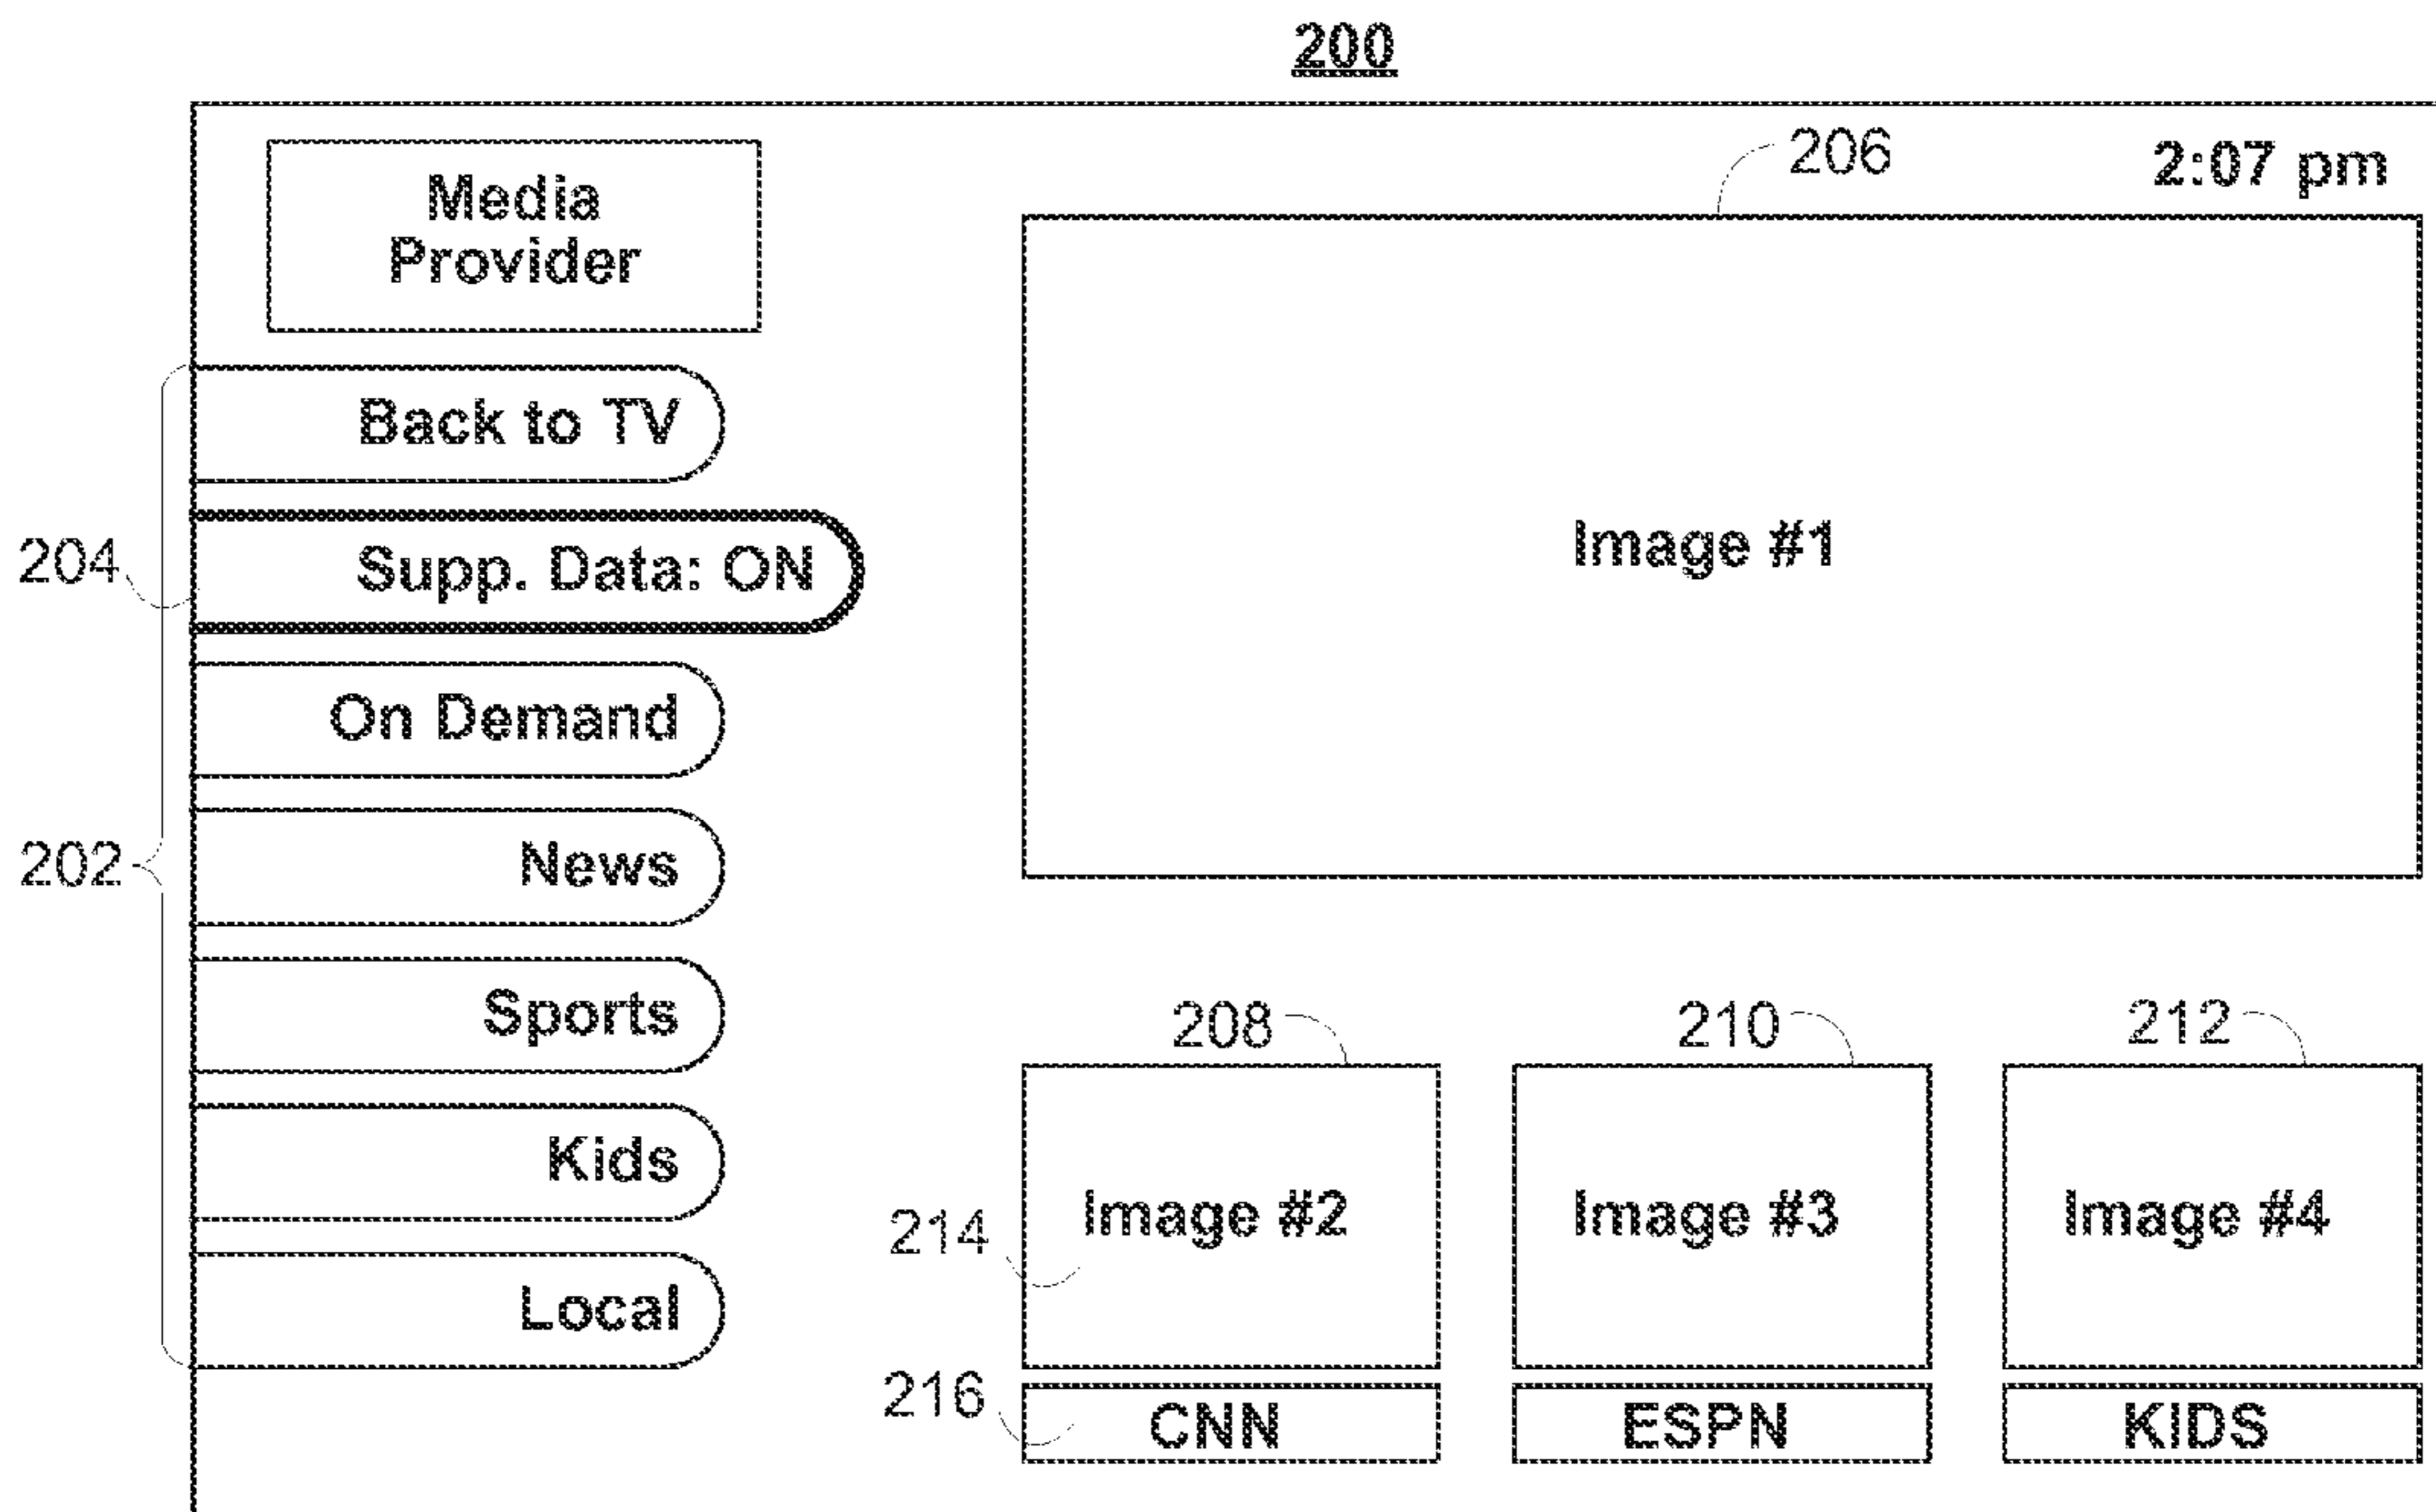 200
206
2:07 pm
Media
Provider
Back to TV
204
Supp. Data: ON
Image #1
On Demand
202
News
Sports
208
210
212
Kids
214
Image #2
Image #3
Image #4
Local
216
CNN
ESPN
KIDS